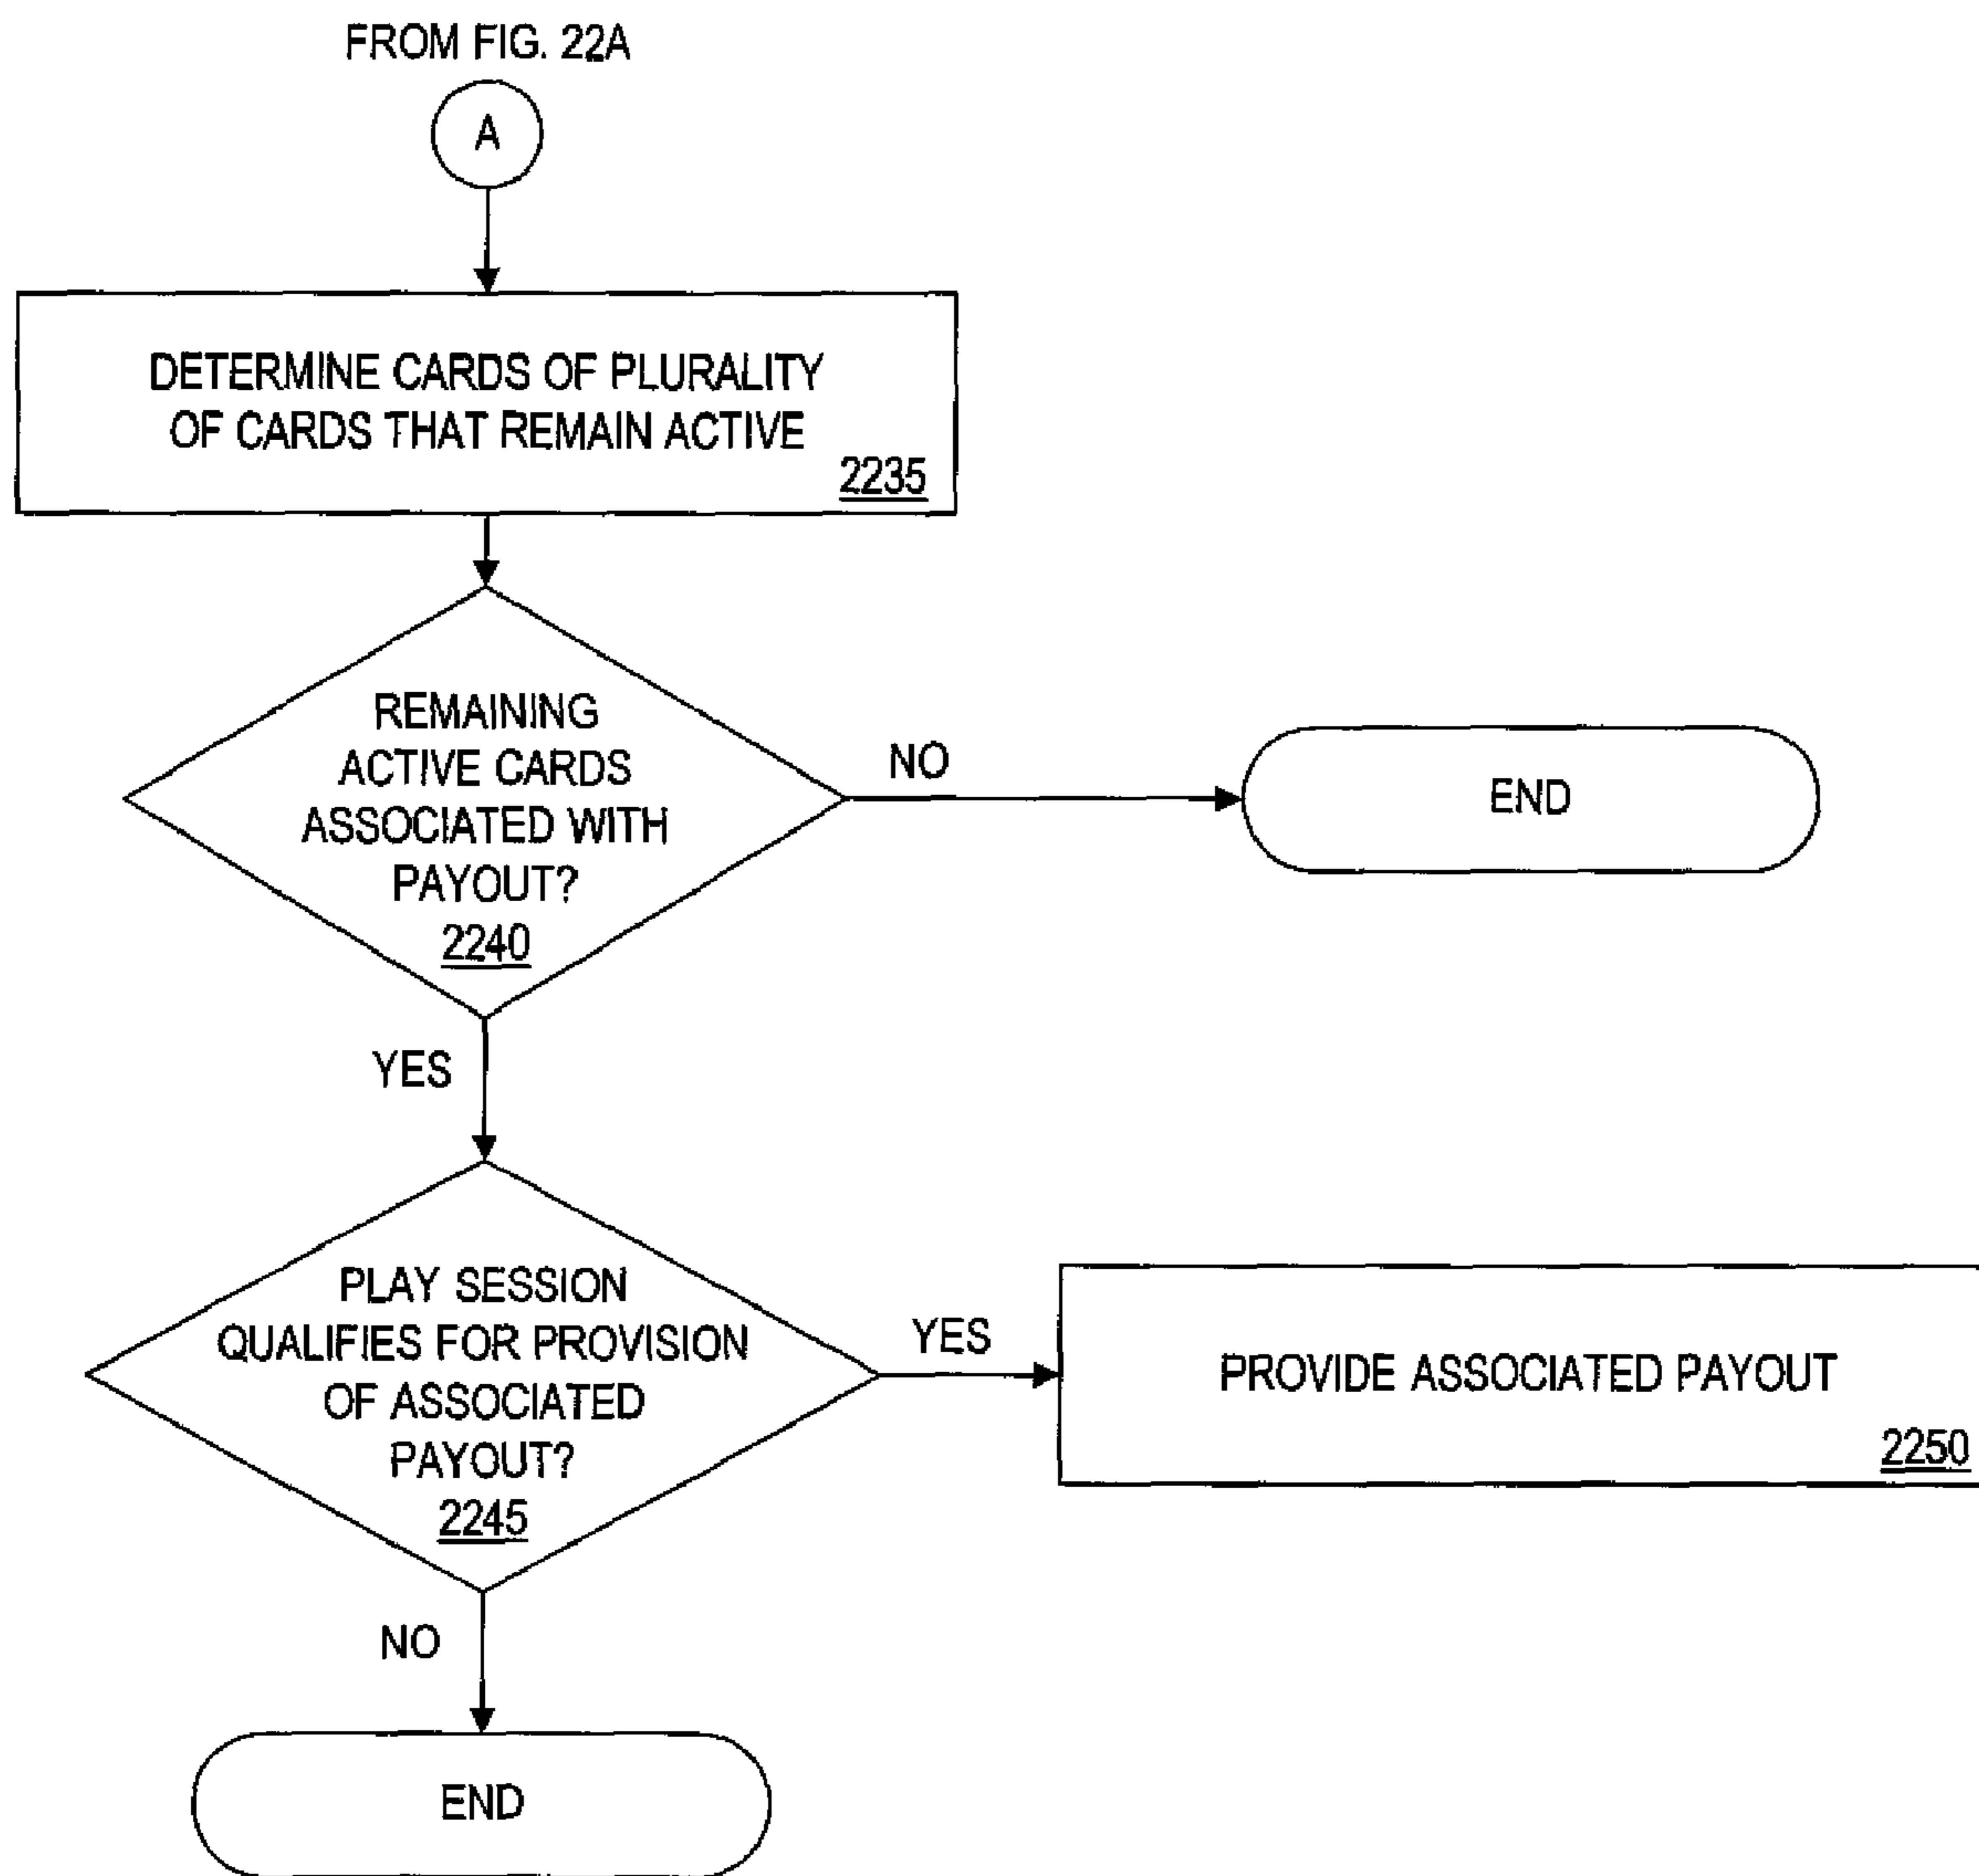 FROM FIG. 22A
A
DETERMINE CARDS OF PLURALITY
OF CARDS THAT REMAIN ACTIVE
2235
REMAINING
ACTIVE CARDS
ASSOCIATED WITH
PAYOUT?
2240
NO
END
YES
PLAY SESSION
QUALIFIES FOR PROVISION
OF ASSOCIATED
PAYOUT?
2245
YES
PROVIDE ASSOCIATED PAYOUT
2250
NO
END